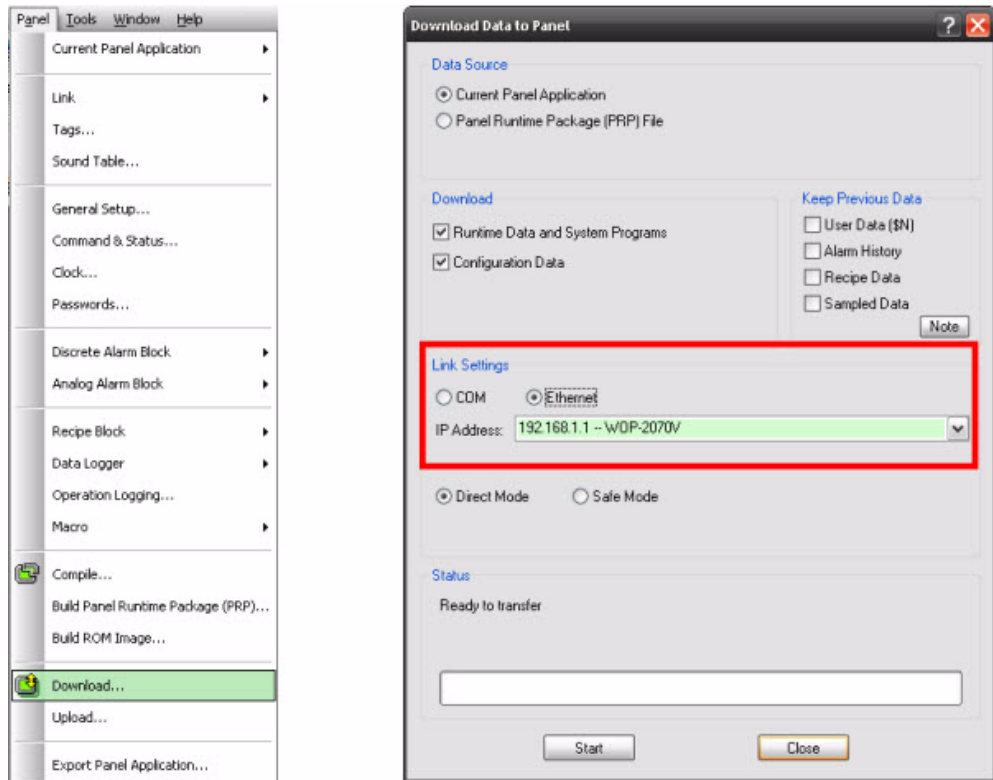 Panel Tools Window Help
Current Panel Application
Link
Tags...
Sound Table...
General Setup...
Command & Status...
Clock...
Passwords...
Discrete Alarm Block
Analog Alarm Block
Recipe Block
Data Logger
Operation Logging...
Macro
Compile...
Build Panel Runtime Package (PRP)...
Build ROM Image...
Download...
Upload...
Export Panel Application...
Download Data to Panel
Data Source
Current Panel Application
Panel Runtime Package (PRP) File
Download
Runtime Data and System Programs
Configuration Data
Keep Previous Data
User Data ($N)
Alarm History
Recipe Data
Sampled Data
Note
Link Settings
COM Ethernet
IP Address: 192.168.1.1 -- WOP-2070V
Direct Mode Safe Mode
Status
Ready to transfer
Start Close